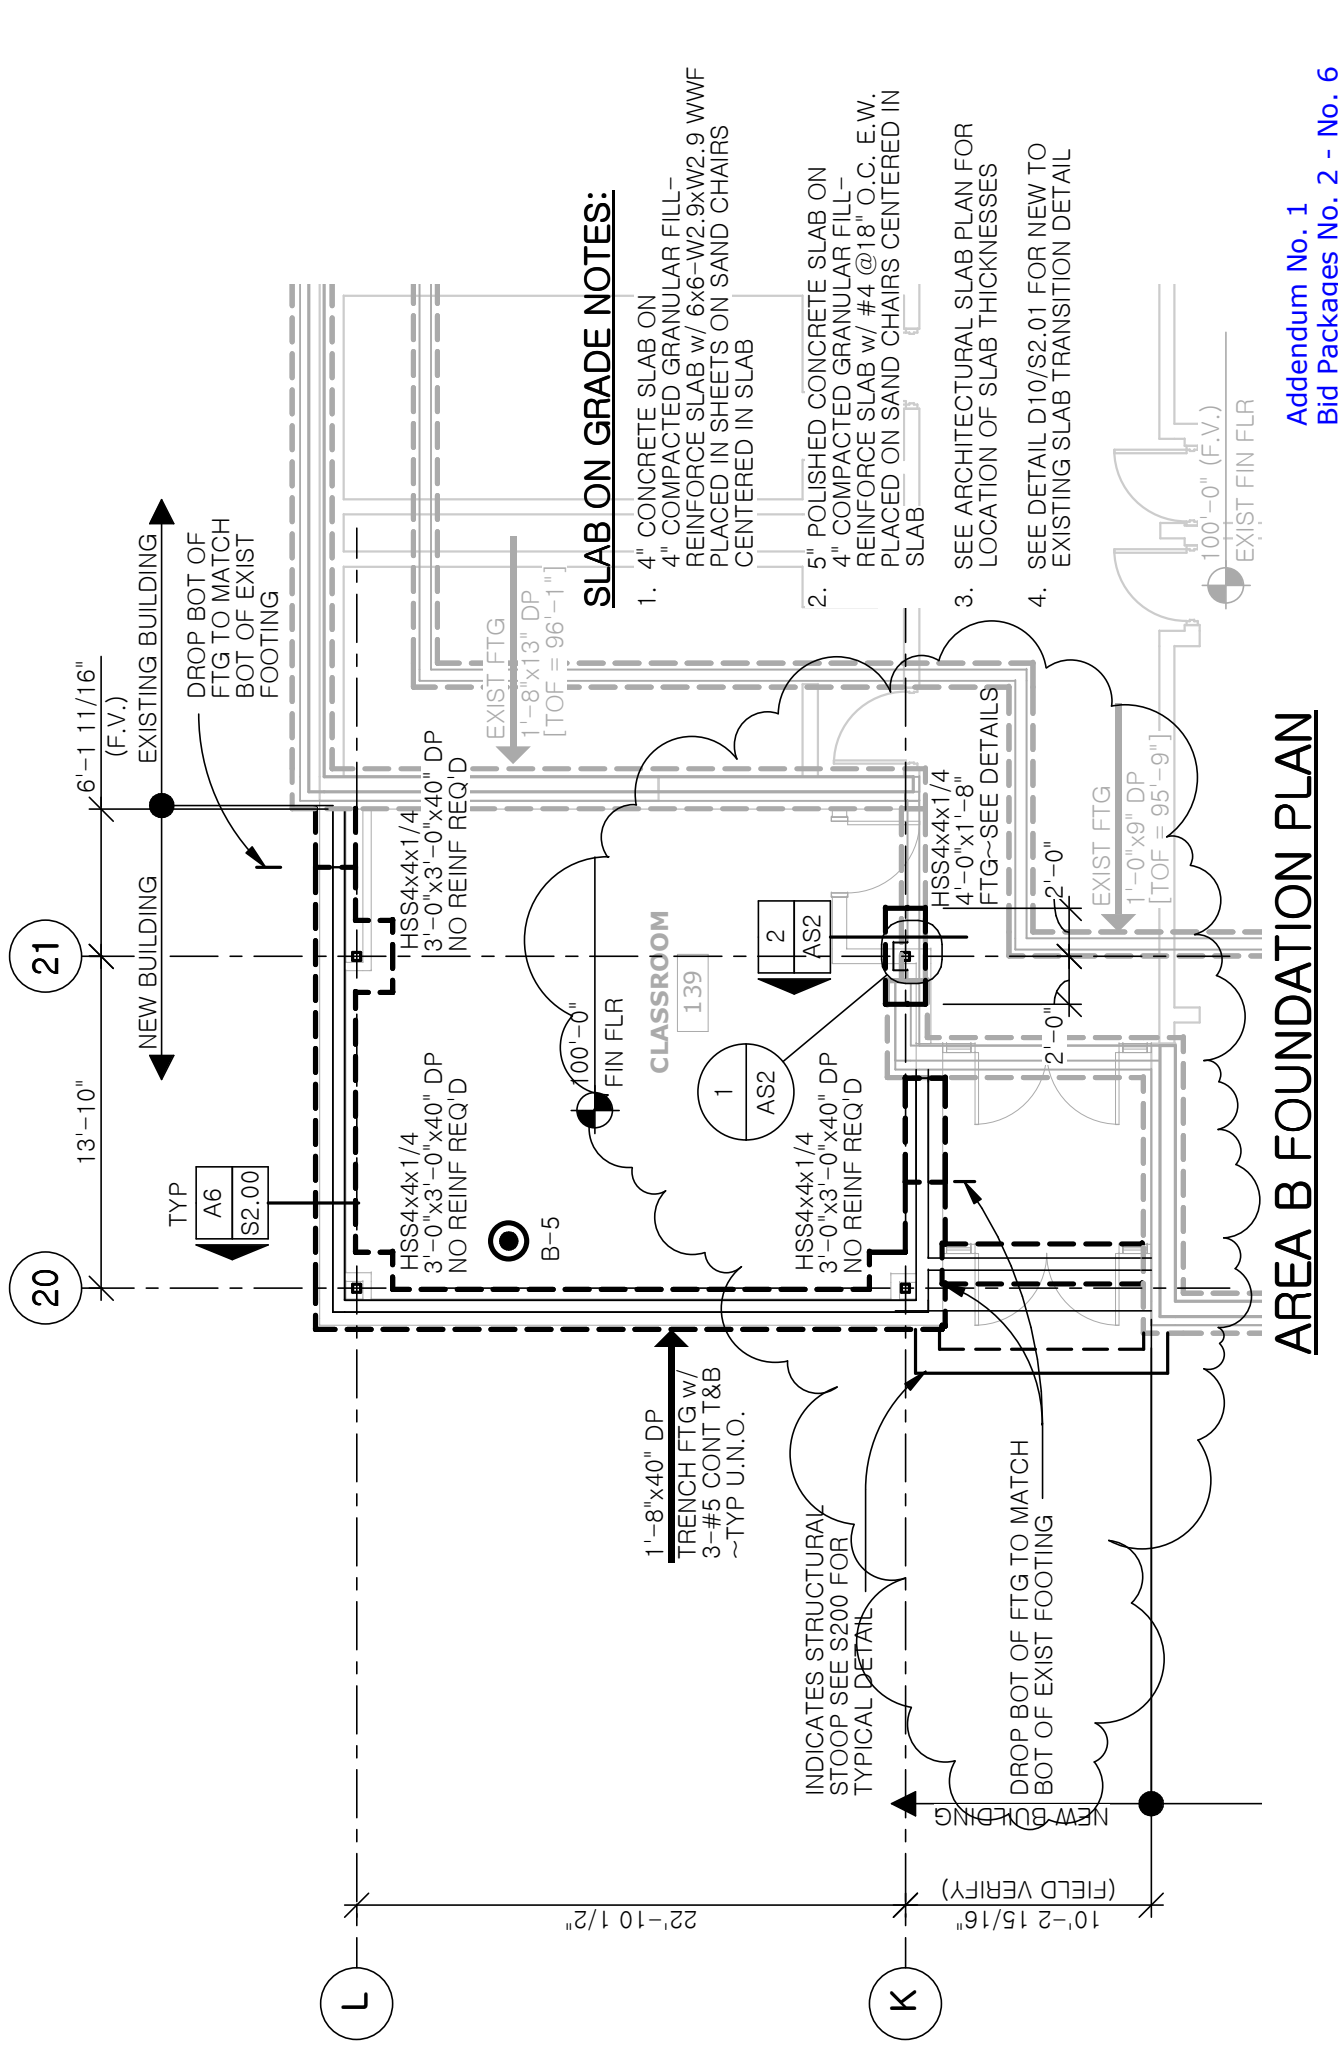 21
20
L
K
6'-1 11/16"
(F.V.)
13'-10"
EXISTING BUILDING
NEW BUILDING
DROP BOT OF
FTG TO MATCH
BOT OF EXIST
FOOTING
TYP
A6
S2.00
HSS4x4x1/4
3'-0"x3'-0"x40" DP
NO REINF REQ'D
HSS4x4x1/4
3'-0"x3'-0"x40" DP
NO REINF REQ'D
B-5
EXIST FTG
1'-8"x13" DP
[TOF = 96'-1"]
100'-0"
FIN FLR
CLASSROOM
139
2
AS2
1
AS2
HSS4x4x1/4
3'-0"x3'-0"x40" DP
NO REINF REQ'D
HSS4x4x1/4
4'-0"x1'-8"
FTG~SEE DETAILS
2'-0"
2'-0"
EXIST FTG
1'-0"x9" DP
[TOF = 95'-9"]
100'-0" (F.V.)
EXIST FIN FLR
1'-8"x40" DP
TRENCH FTG w/
3-#5 CONT T&B
~TYP U.N.O.
INDICATES STRUCTURAL
STOOP SEE S200 FOR
TYPICAL DETAIL
DROP BOT OF FTG TO MATCH
BOT OF EXIST FOOTING
NEW BUILDING
22'-10 1/2"
10'-2 15/16"
(FIELD VERIFY)
SLAB ON GRADE NOTES:
1. 4" CONCRETE SLAB ON
4" COMPACTED GRANULAR FILL-
REINFORCE SLAB w/ 6x6-W2.9xW2.9 WWF
PLACED IN SHEETS ON SAND CHAIRS
CENTERED IN SLAB
2. 5" POLISHED CONCRETE SLAB ON
4" COMPACTED GRANULAR FILL-
REINFORCE SLAB w/ #4 @18" O.C. E.W.
PLACED ON SAND CHAIRS CENTERED IN
SLAB
3. SEE ARCHITECTURAL SLAB PLAN FOR
LOCATION OF SLAB THICKNESSES
4. SEE DETAIL D10/S2.01 FOR NEW TO
EXISTING SLAB TRANSITION DETAIL
AREA B FOUNDATION PLAN
Addendum No. 1
Bid Packages No. 2 - No. 6